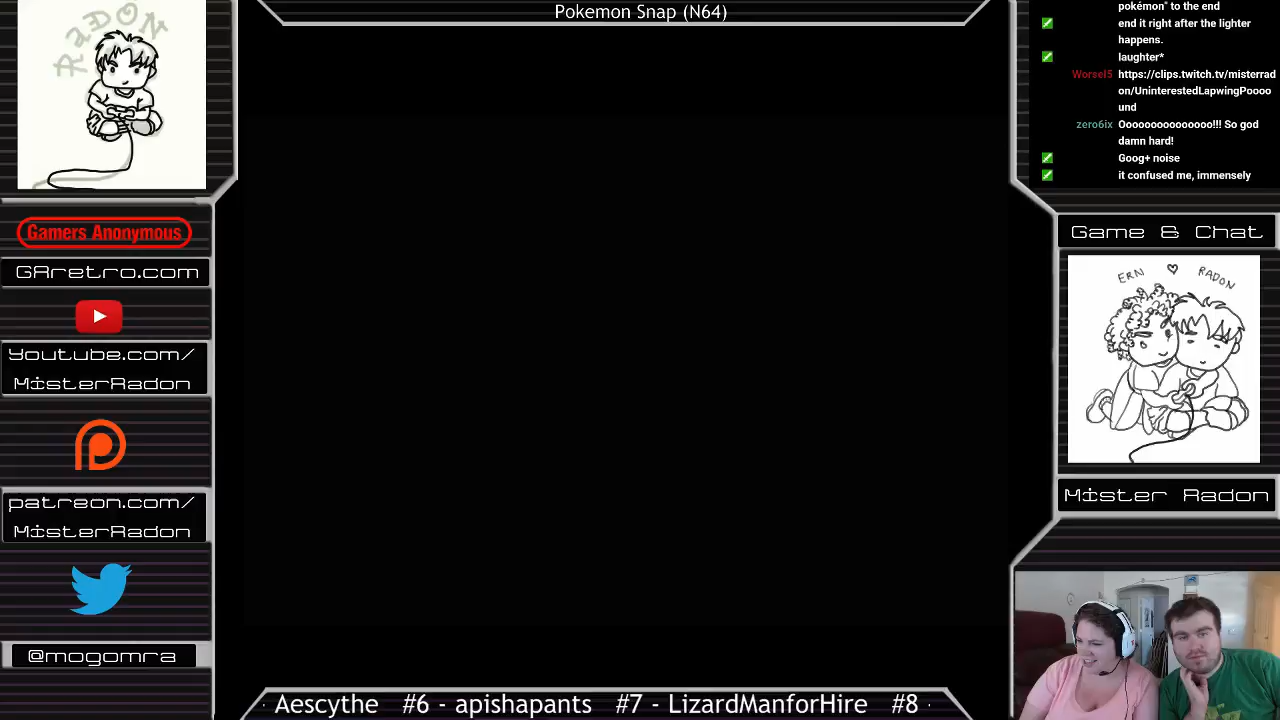 Pokemon Snap (N64)
RADON
Gamers Anonymous
GAretro.com
Youtube.com/
MisterRadon
patreon.com/
MisterRadon
@mogomra
pokémon" to the end
end it right after the lighter
happens.
laughter*
Worsel5 https://clips.twitch.tv/misterrad
on/UninterestedLapwingPoooo
und
zero6ix Oooooooooooooo!!! So god
damn hard!
Goog+ noise
it confused me, immensely
Game & Chat
ERN RADON
Mister Radon
Aescythe #6 - apishapants #7 - LizardManforHire #8 -